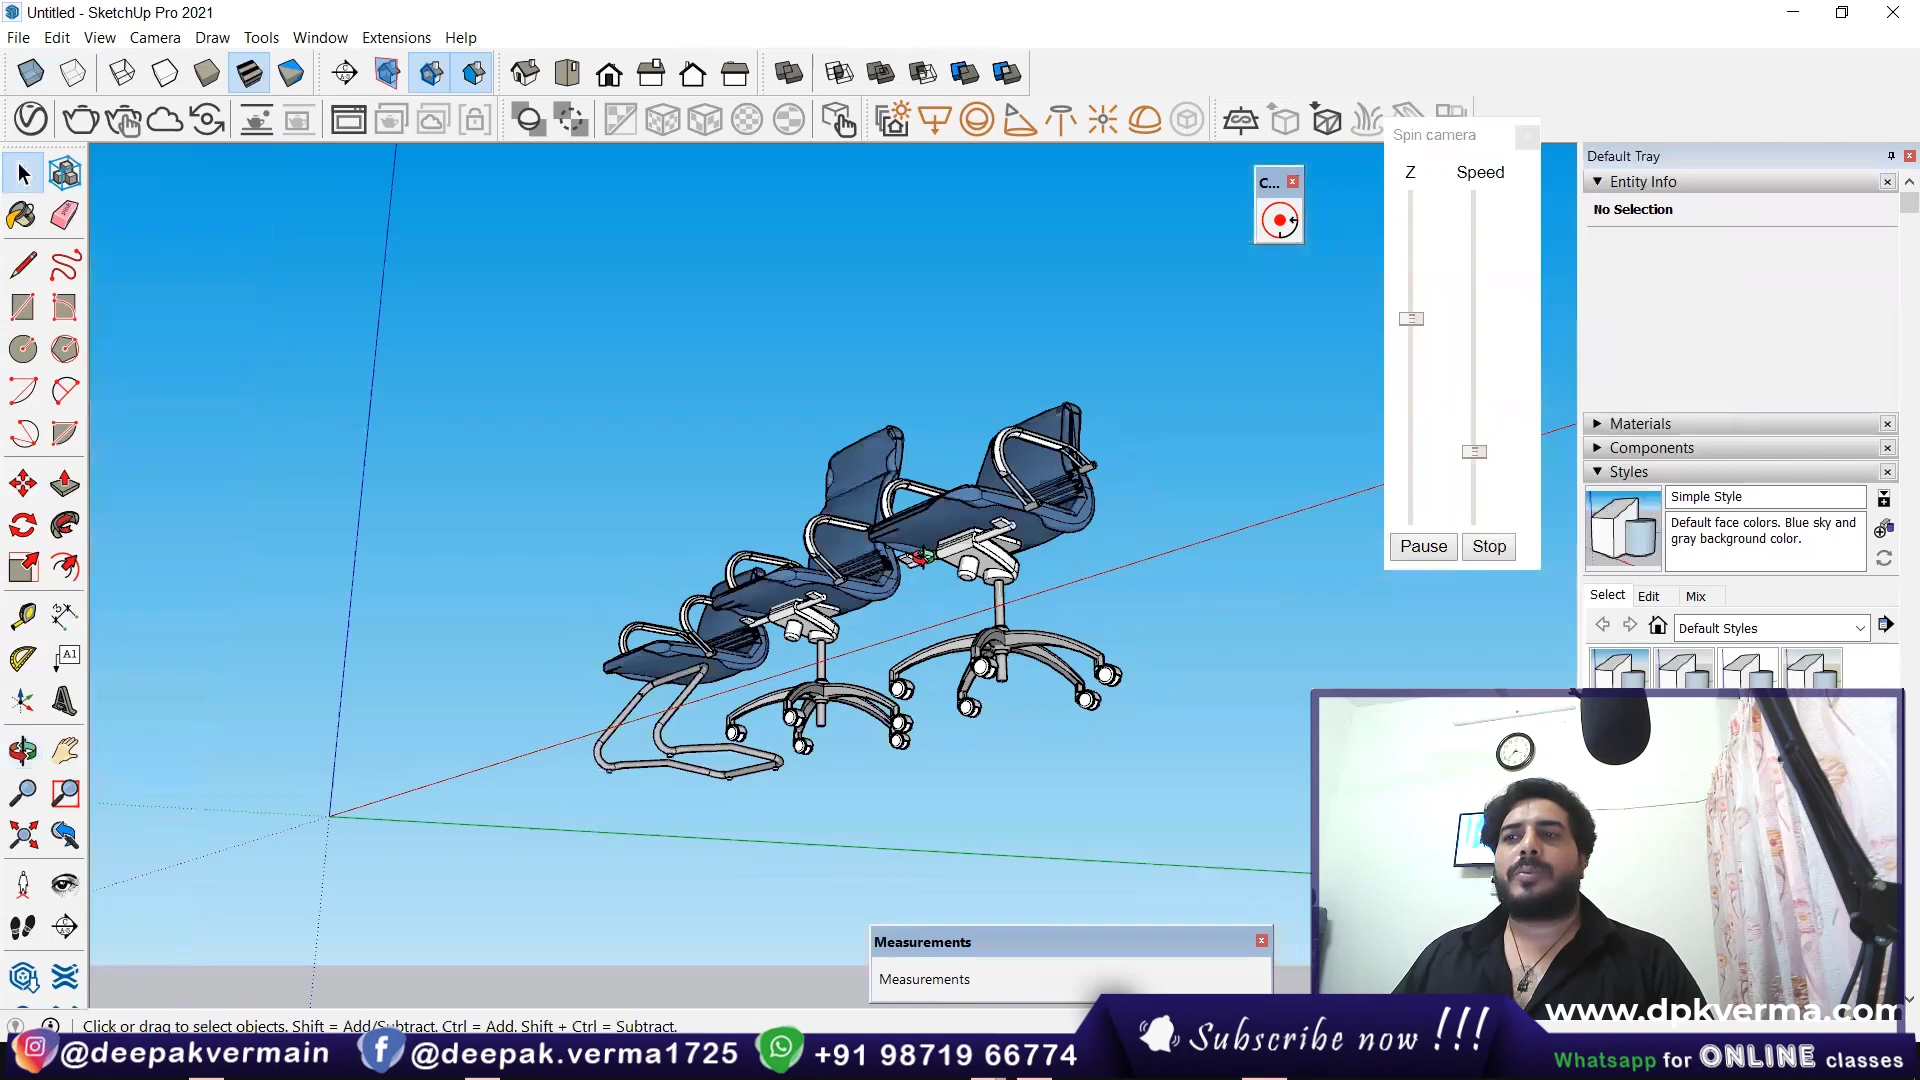 Untitled - SketchUp Pro 2021
File Edit View Camera Draw Tools Window Extensions Help
Spin camera
Z Speed
Pause Stop
C...
Default Tray
Entity Info
No Selection
Materials
Components
Styles
Simple Style
Default face colors. Blue sky and
gray background color.
Select Edit Mix
Default Styles
A1
Measurements
Measurements
Click or drag to select objects. Shift = Add/Subtract. Ctrl = Add. Shift + Ctrl = Subtract.
www.dpkverma.com
@deepakvermain @deepak.verma1725 +91 98719 66774
Subscribe now !!!
Whatsapp for ONLINE classes